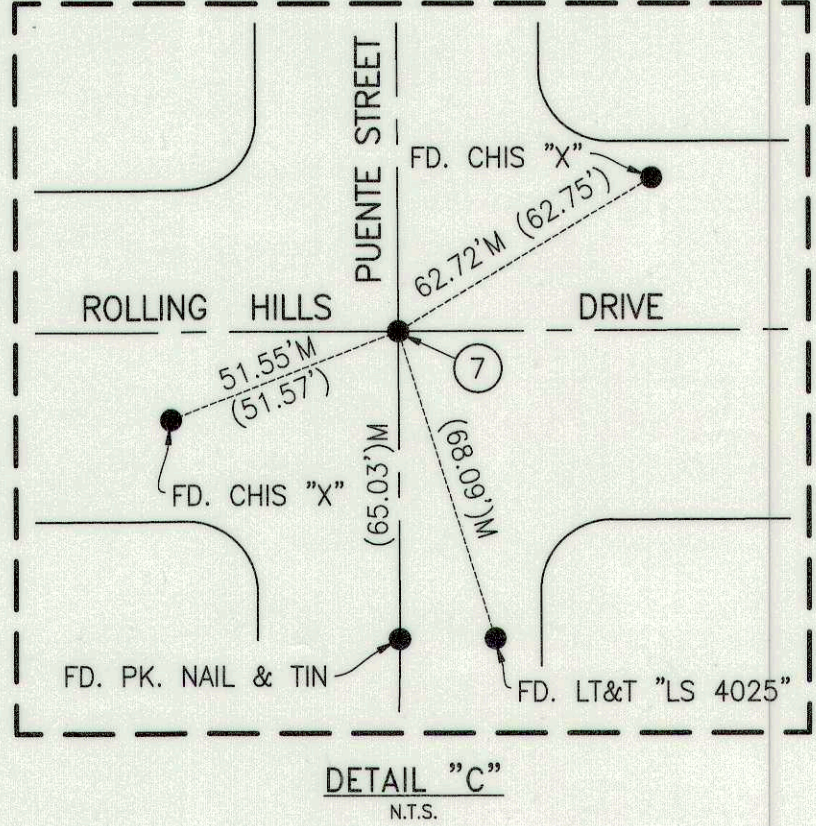 PUENTE STREET
FD. CHIS "X"
62.72'M (62.75')
ROLLING HILLS DRIVE
7
51.55'M
(51.57')
FD. CHIS "X"
(65.03')M
(68.09')M
FD. PK. NAIL & TIN
FD. LT&T "LS 4025"
DETAIL "C"
N.T.S.